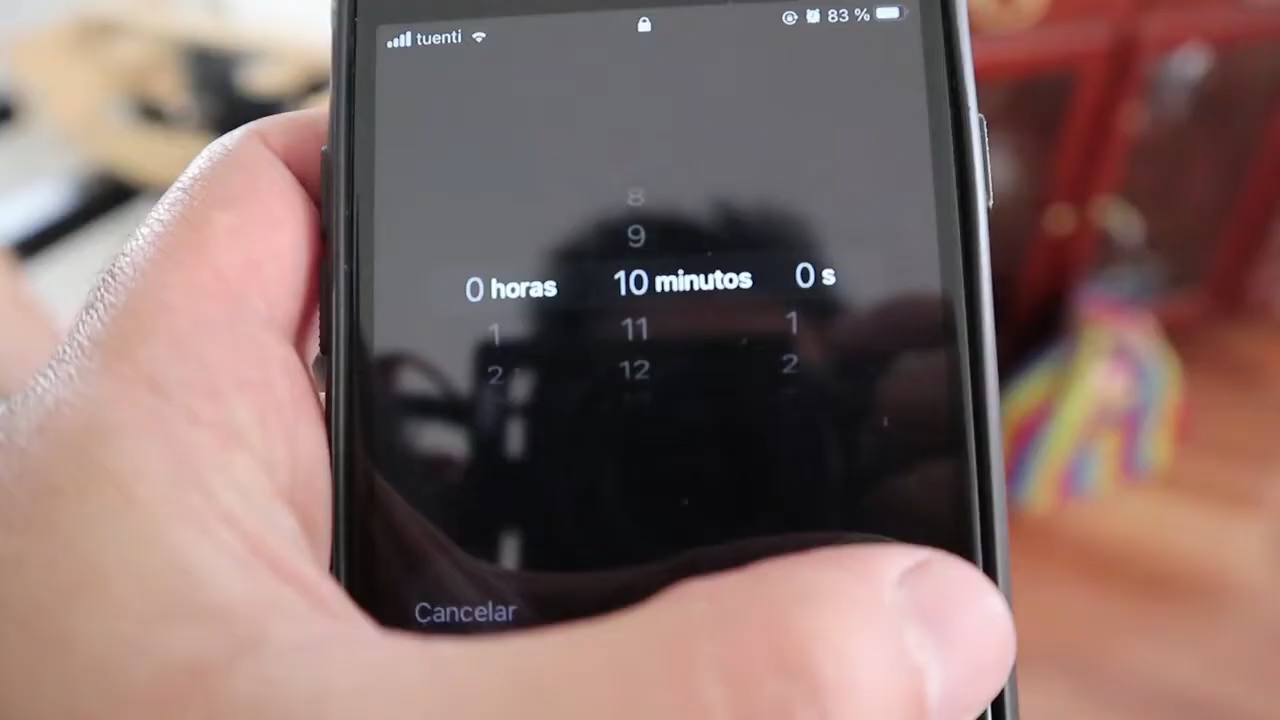 tuenti 83 %
8
9
0 horas 10 minutos 0 s
1 11 1
2 12 2
Cancelar